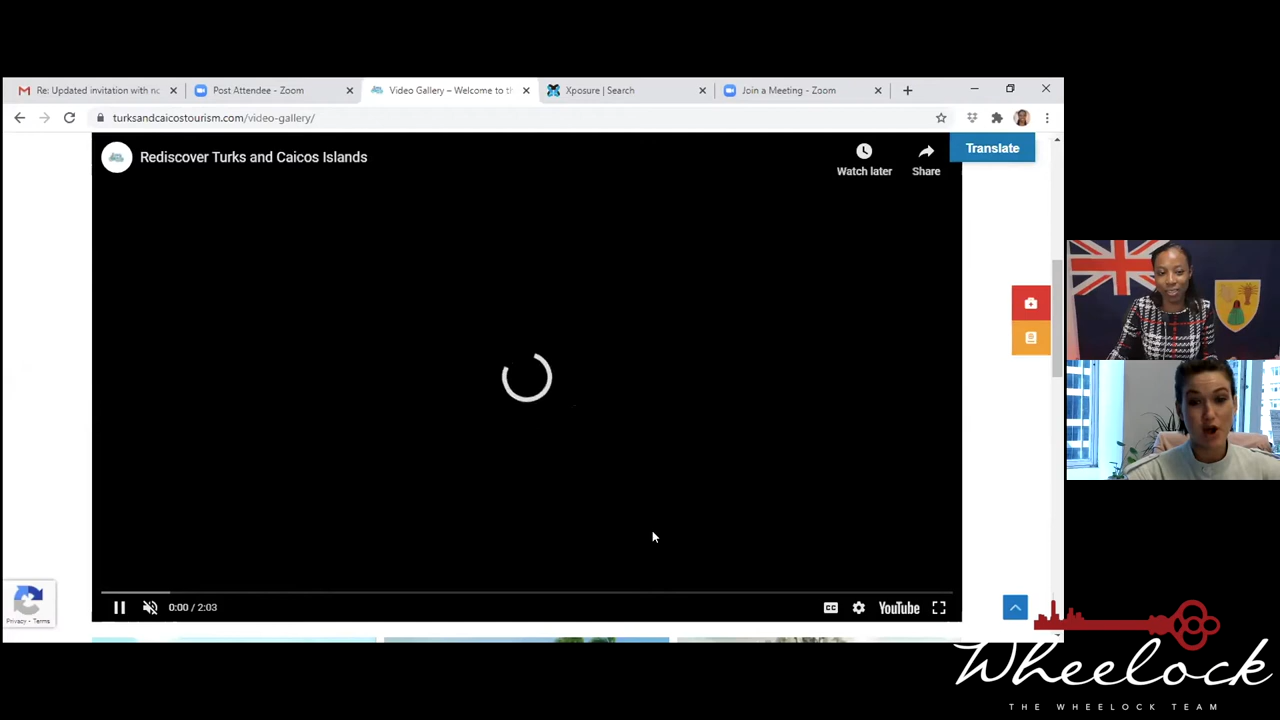 Re: Updated invitation with no
Post Attendee - Zoom
Video Gallery – Welcome to th
Xposure | Search
Join a Meeting - Zoom
turksandcaicostourism.com/video-gallery/
Rediscover Turks and Caicos Islands
Watch later
Share
Translate
Privacy - Terms
0:00 / 2:03
CC
YouTube
Wheelock
THE WHEELOCK TEAM